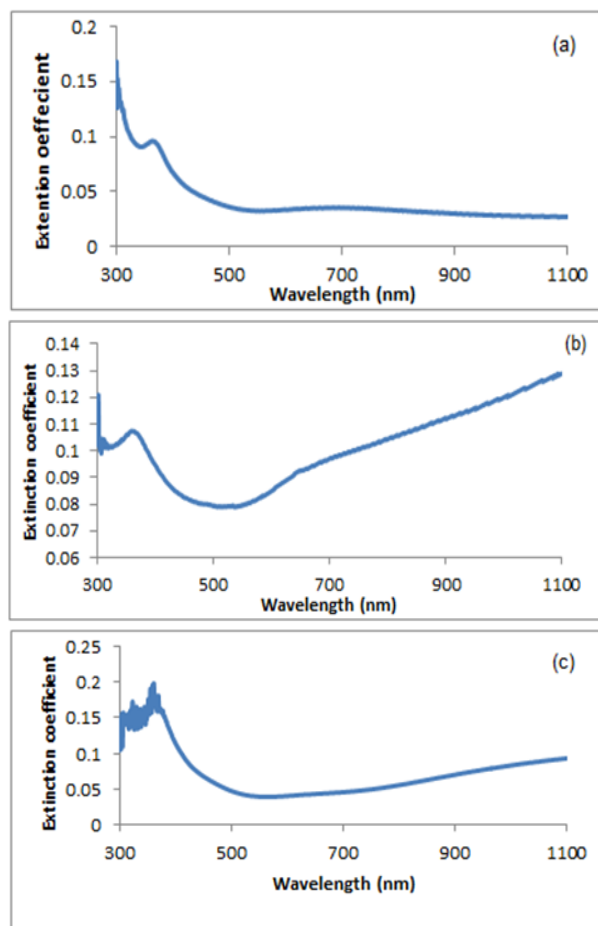 0.2
(a)
0.15
0.1
0.05
0
Extention oeffecient
300 500 700 900 1100
Wavelength (nm)
0.14
(b)
0.13
0.12
0.11
0.1
0.09
0.08
0.07
0.06
Extinction coefficient
300 500 700 900 1100
Wavelength (nm)
0.25
(c)
0.2
0.15
0.1
0.05
0
Extinction coefficient
300 500 700 900 1100
Wavelength (nm)